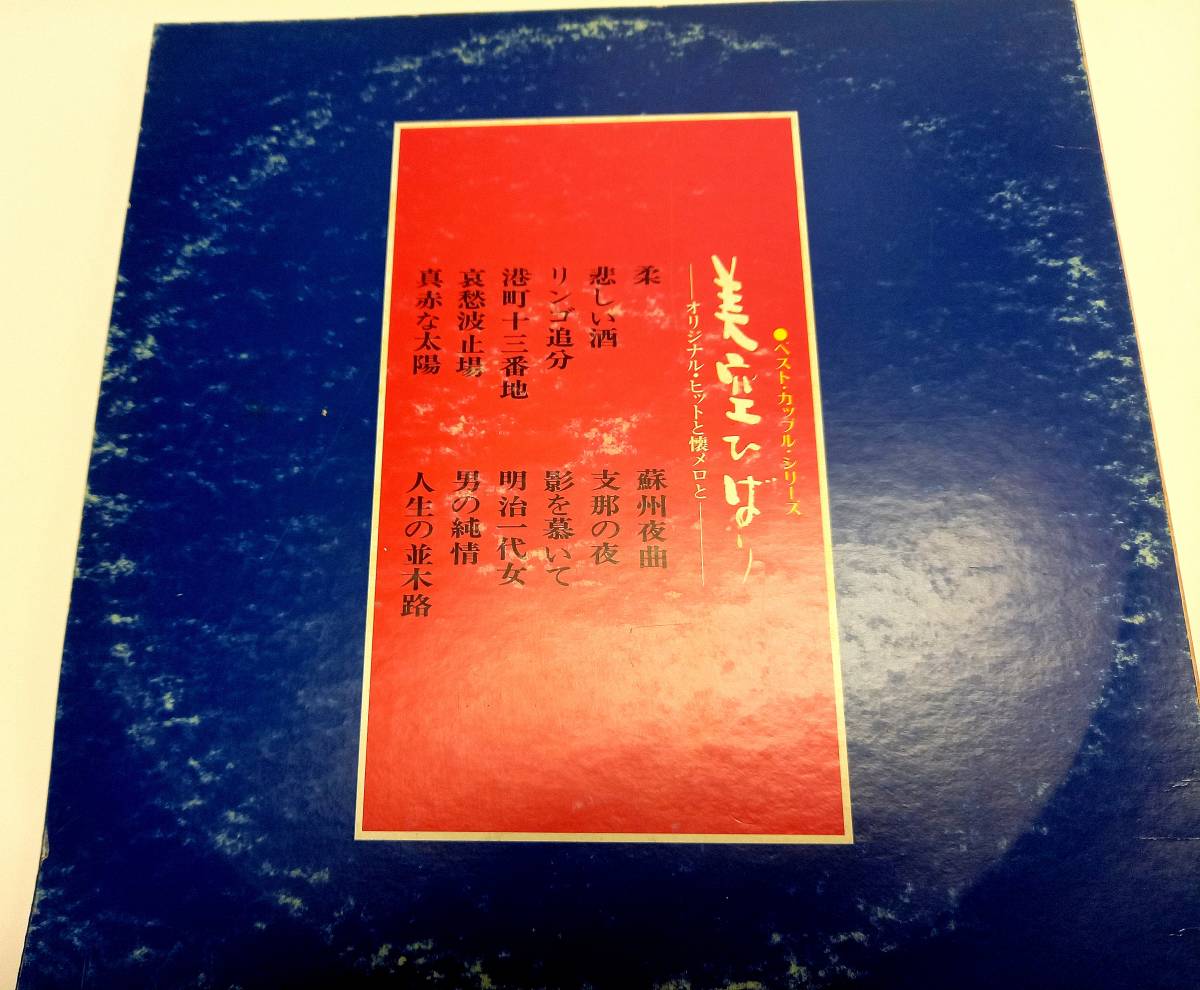 ●ベスト・カップル・シリーズ
美空ひばり
―オリジナル・ヒットと懐メロと―
柔
悲しい酒
リンゴ追分
港町十三番地
哀愁波止場
真赤な太陽
蘇州夜曲
支那の夜
影を慕いて
明治一代女
男の純情
人生の並木路